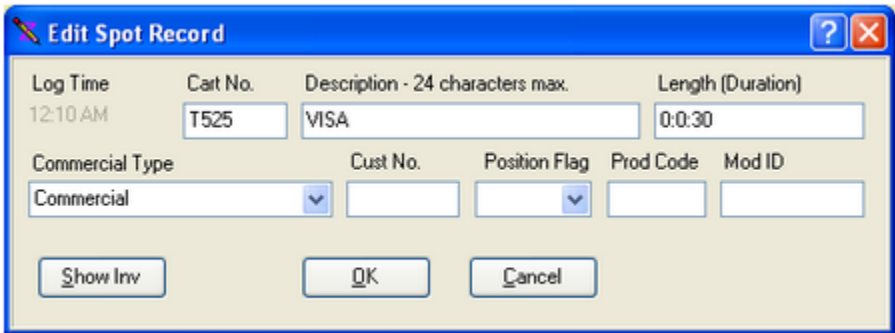 Edit Spot Record
Log Time Cart No. Description - 24 characters max. Length (Duration)
12:10 AM T525 VISA 0:0:30
Commercial Type Cust No. Position Flag Prod Code Mod ID
Commercial
Show Inv OK Cancel